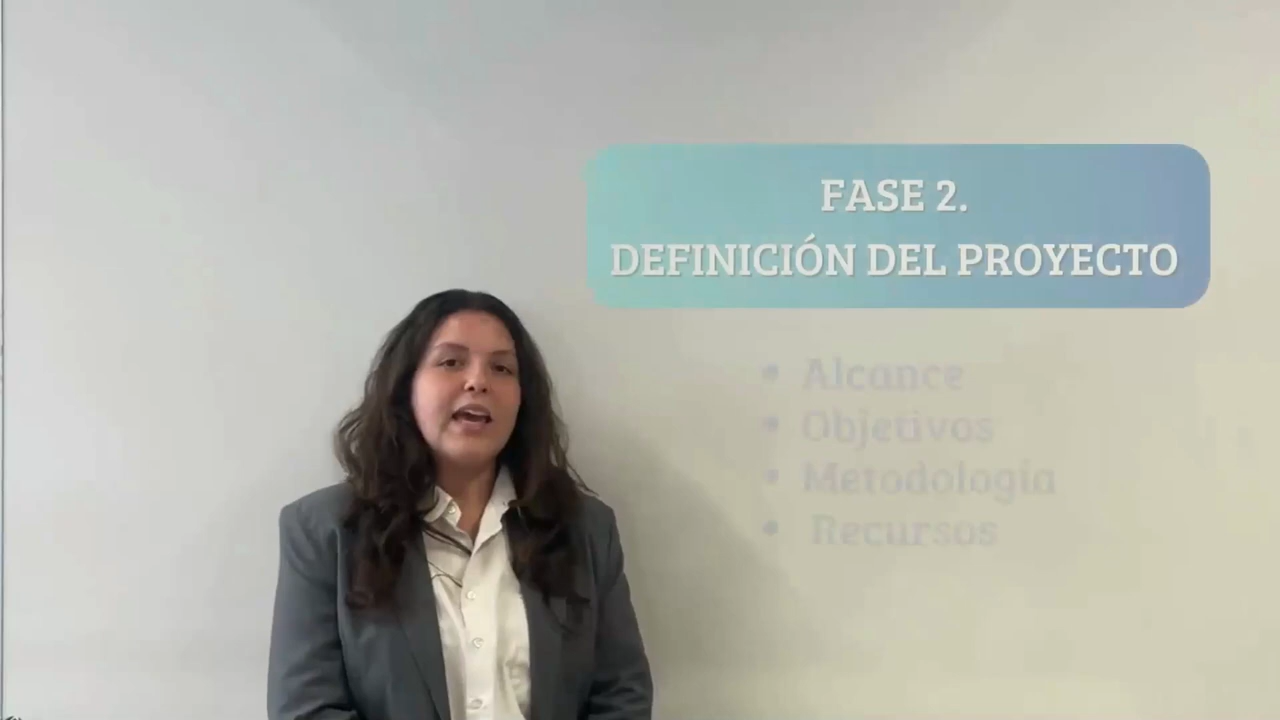 FASE 2.
DEFINICIÓN DEL PROYECTO
• Alcance
• Objetivos
• Metodología
• Recursos